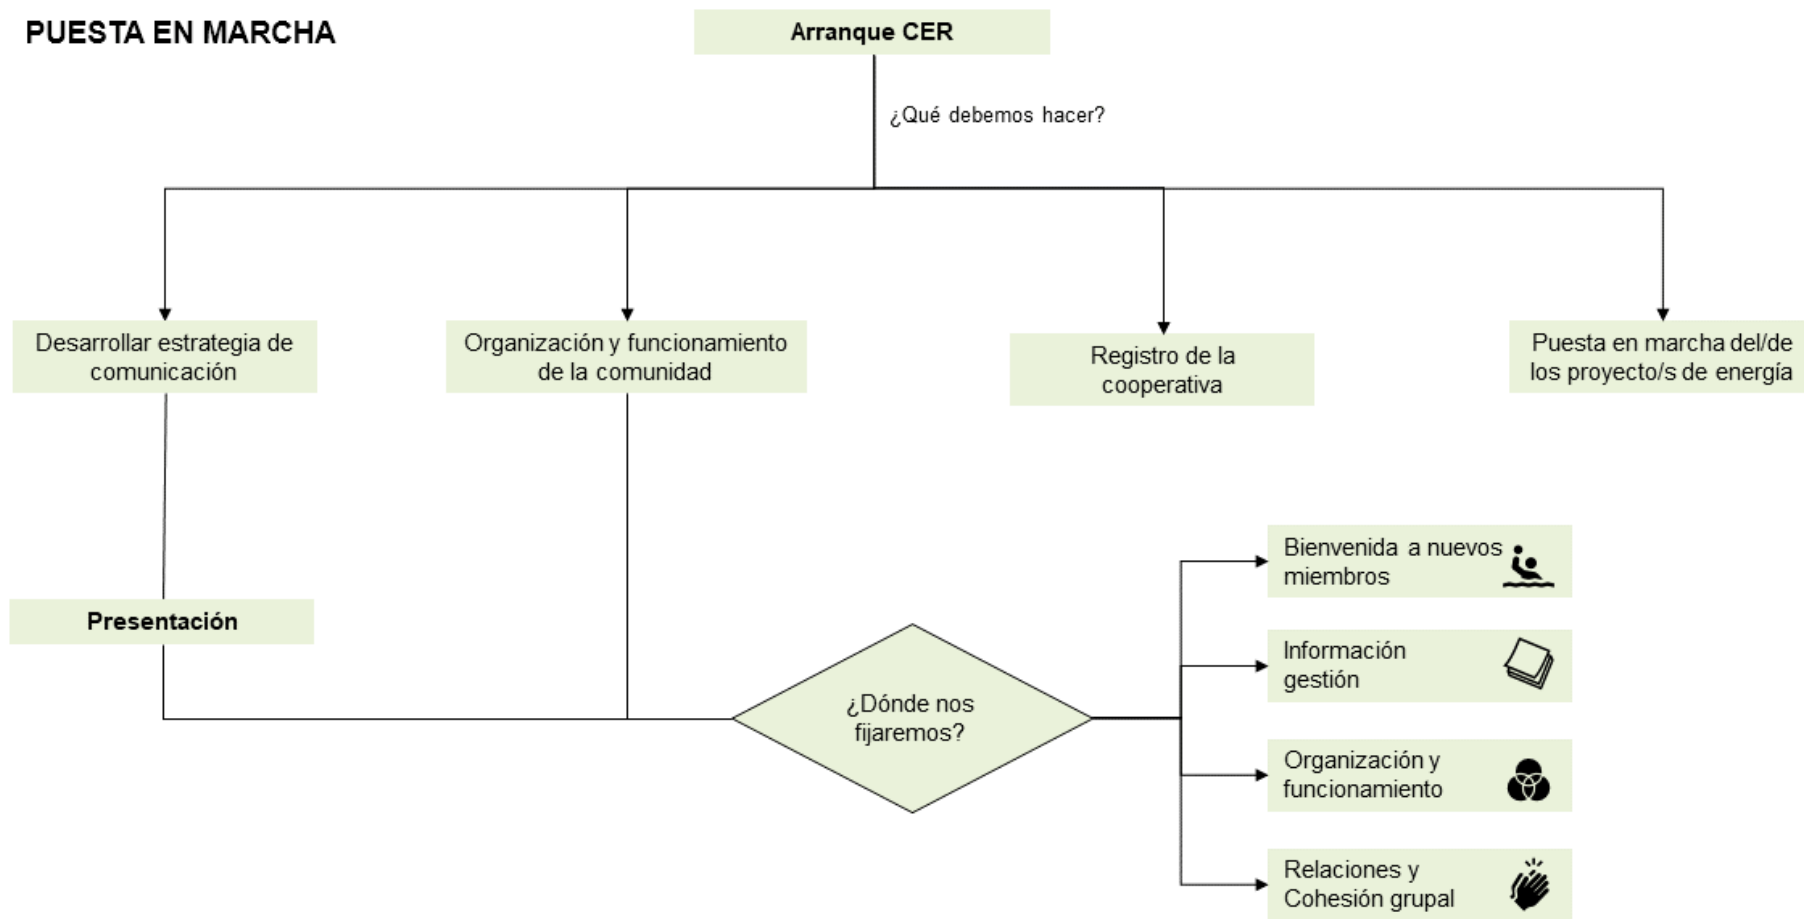 PUESTA EN MARCHA
Arranque CER
¿Qué debemos hacer?
Desarrollar estrategia de
comunicación
Organización y funcionamiento
de la comunidad
Registro de la
cooperativa
Puesta en marcha del/de
los proyecto/s de energía
Presentación
¿Dónde nos
fijaremos?
Bienvenida a nuevos
miembros
Información
gestión
Organización y
funcionamiento
Relaciones y
Cohesión grupal